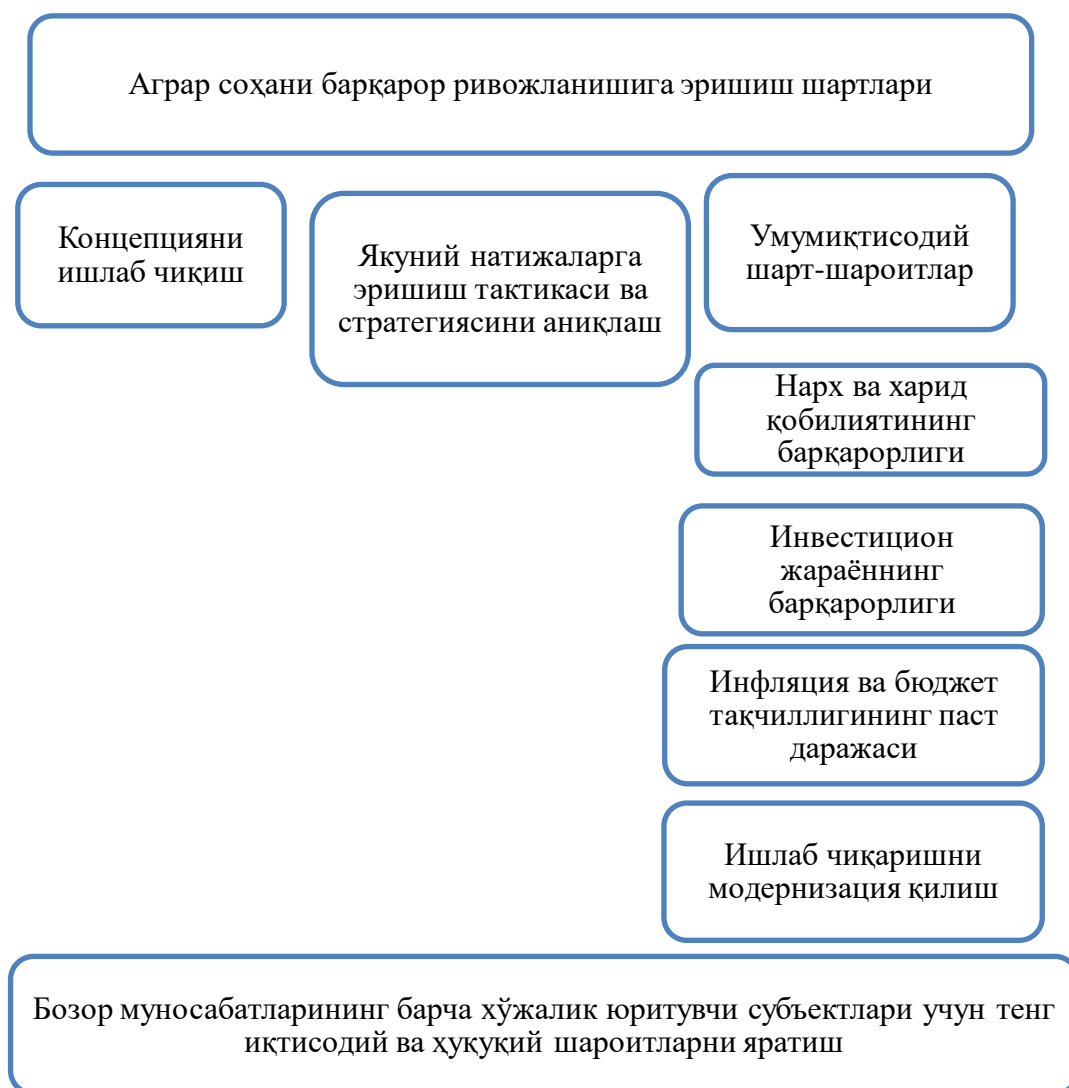 Аграр соҳани барқарор ривожланишига эришиш шартлари
Концепцияни
ишлаб чиқиш
Якуний натижаларга
эришиш тактикаси ва
стратегиясини аниқлаш
Умумиқтисодий
шарт-шароитлар
Нарх ва харид
қобилиятининг
барқарорлиги
Инвестицион
жараённинг
барқарорлиги
Инфляция ва бюджет
тақчиллигининг паст
даражаси
Ишлаб чиқаришни
модернизация қилиш
Бозор муносабатларининг барча хўжалик юритувчи субъектлари учун тенг
иқтисодий ва ҳуқуқий шароитларни яратиш